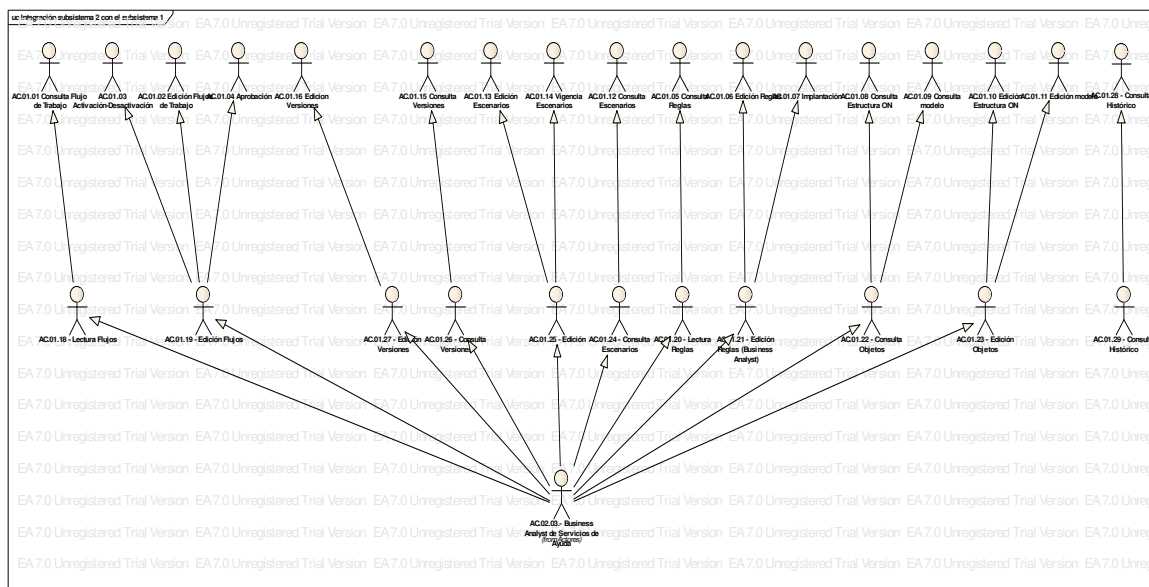 uc Integración subsistema 2 con el subsistema 1
AC.01.01 Consulta Flujo
de Trabajo
AC.01.03
Activación-Desactivación
AC.01.02 Edición Flujos
de Trabajo
AC.01.04 Aprobación
AC.01.16 Edicion
Versiones
AC.01.15 Consulta
Versiones
AC.01.13 Edición
Escenarios
AC.01.14 Vigencia
Escenarios
AC.01.12 Consulta
Escenarios
AC.01.05 Consulta
Reglas
AC.01.06 Edición Reglas
AC.01.07 Implantación
AC.01.08 Consulta
Estructura ON
AC.01.09 Consulta
modelo
AC.01.10 Edición
Estructura ON
AC.01.11 Edición modelo
AC.01.28 - Consulta
Histórico
AC.01.18 - Lectura Flujos
AC.01.19 - Edición Flujos
AC.01.27 - Edición
Versiones
AC.01.26 - Consulta
Versiones
AC.01.25 - Edición
AC.01.24 - Consulta
Escenarios
AC.01.20 - Lectura
Reglas
AC.01.21 - Edición
Reglas (Business
Analyst)
AC.01.22 - Consulta
Objetos
AC.01.23 - Edición
Objetos
AC.01.29 - Consulta
Histórico
AC.02.03.- Business
Analyst de Servicios de
Ayuda
(from Actores)
EA 7.0 Unregistered Trial Version